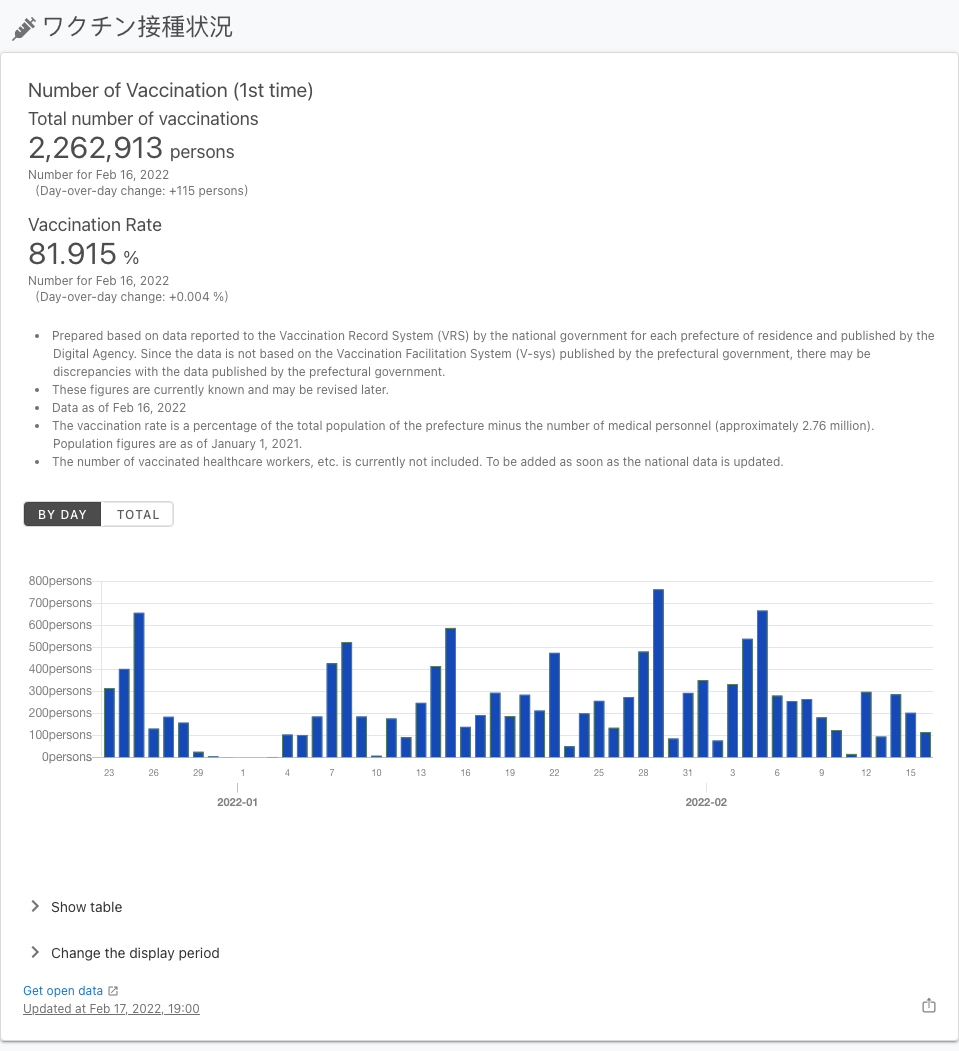 ワクチン接種状況
Number of Vaccination (1st time)
Total number of vaccinations
2,262,913 persons
Number for Feb 16, 2022
(Day-over-day change: +115 persons)
Vaccination Rate
81.915 %
Number for Feb 16, 2022
(Day-over-day change: +0.004 %)
• Prepared based on data reported to the Vaccination Record System (VRS) by the national government for each prefecture of residence and published by the
Digital Agency. Since the data is not based on the Vaccination Facilitation System (V-sys) published by the prefectural government, there may be
discrepancies with the data published by the prefectural government.
• These figures are currently known and may be revised later.
• Data as of Feb 16, 2022
• The vaccination rate is a percentage of the total population of the prefecture minus the number of medical personnel (approximately 2.76 million).
Population figures are as of January 1, 2021.
• The number of vaccinated healthcare workers, etc. is currently not included. To be added as soon as the national data is updated.
BY DAY TOTAL
800persons
700persons
600persons
500persons
400persons
300persons
200persons
100persons
0persons
23 26 29 1 4 7 10 13 16 19 22 25 28 31 3 6 9 12 15
2022-01 2022-02
Show table
Change the display period
Get open data
Updated at Feb 17, 2022, 19:00